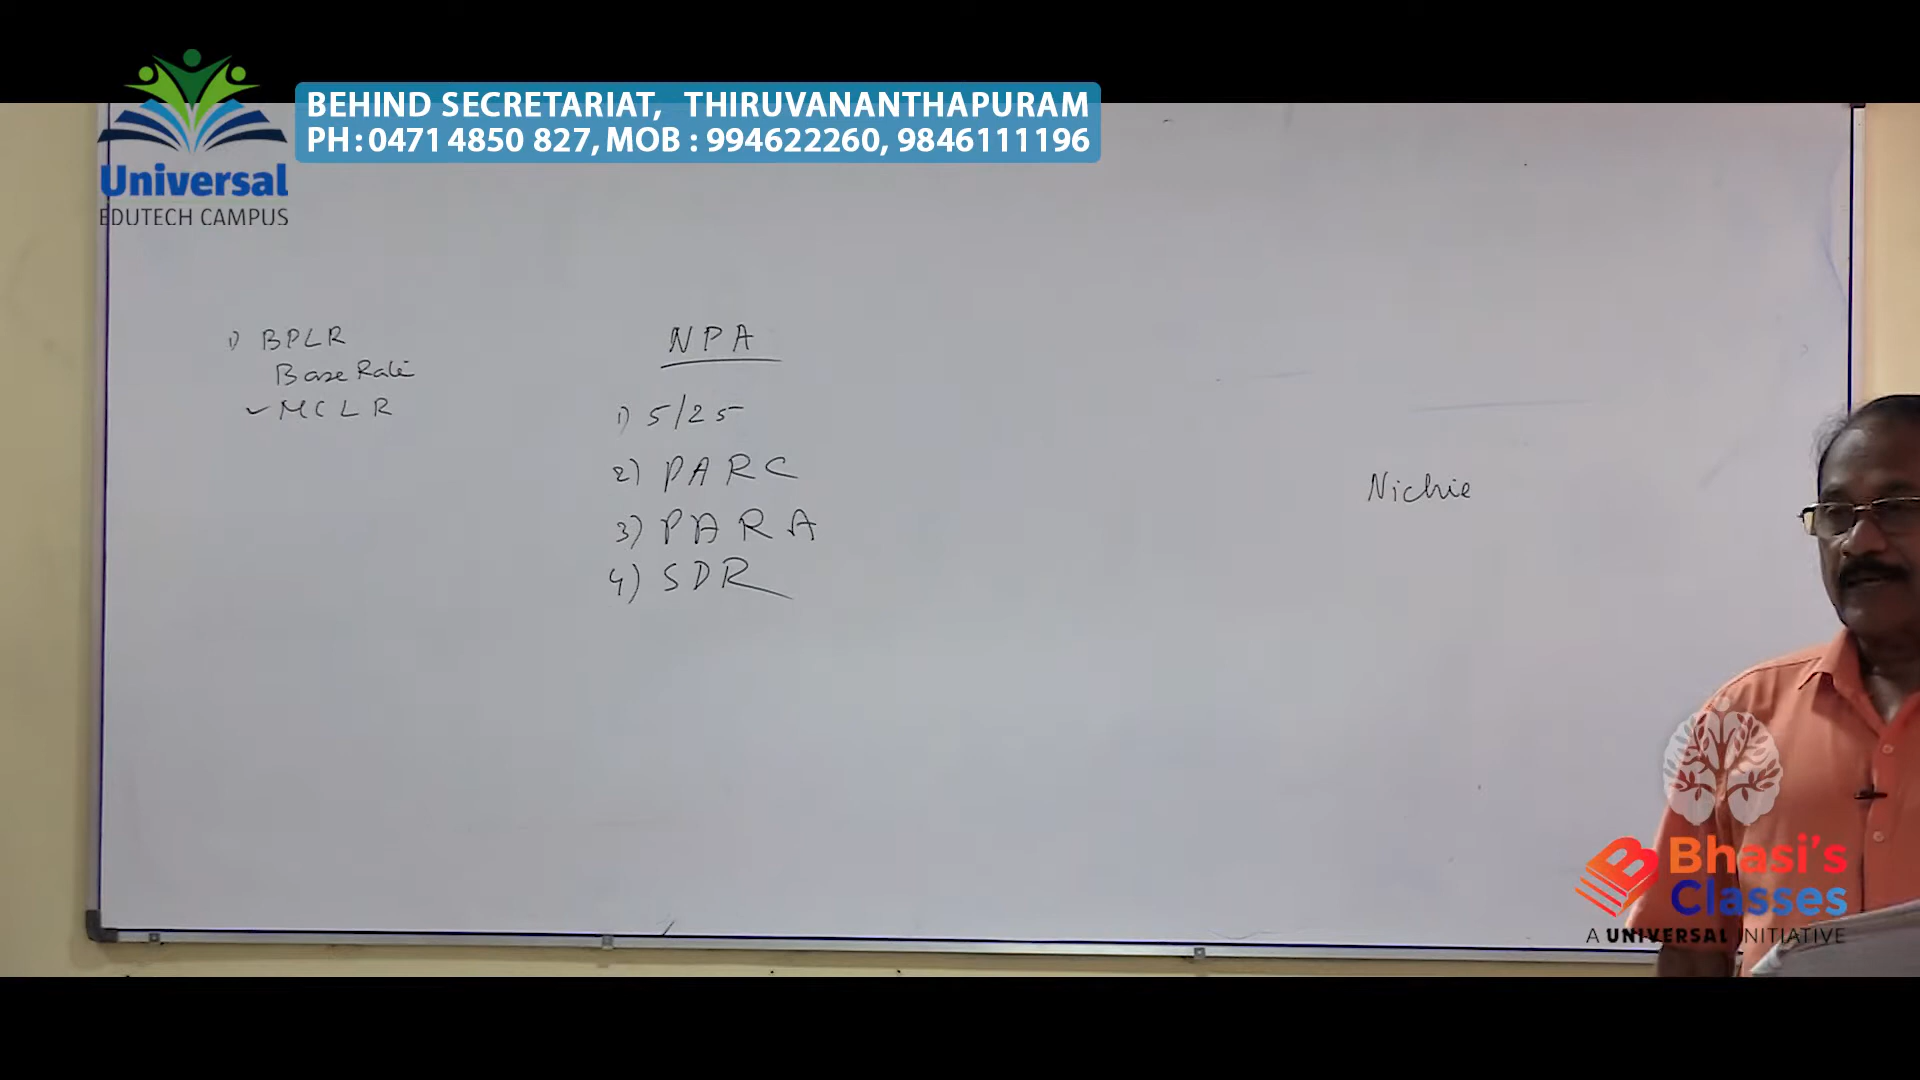 BEHIND SECRETARIAT, THIRUVANANTHAPURAM
PH : 0471 4850 827, MOB : 994622260, 9846111196
Universal
EDUTECH CAMPUS
1) BPLR
Base Rate
✓ MCLR
NPA
1) 5/25
2) PARC
3) PARA
4) SDR
Nichie
Bhasi's
Classes
A UNIVERSAL INITIATIVE